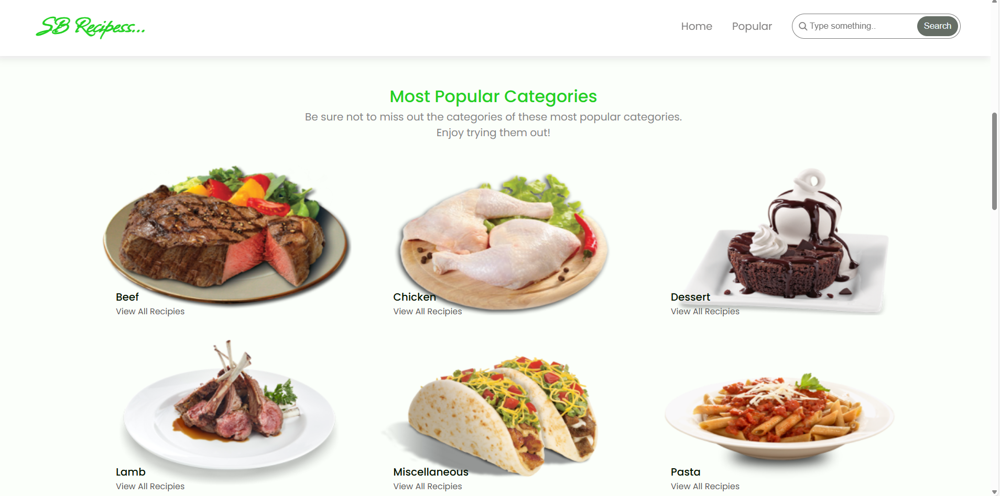 SB Recipess...
Home
Popular
Type something..
Search
Most Popular Categories
Be sure not to miss out the categories of these most popular categories.
Enjoy trying them out!
Beef
View All Recipies
Chicken
View All Recipies
Dessert
View All Recipies
Lamb
View All Recipies
Miscellaneous
View All Recipies
Pasta
View All Recipies